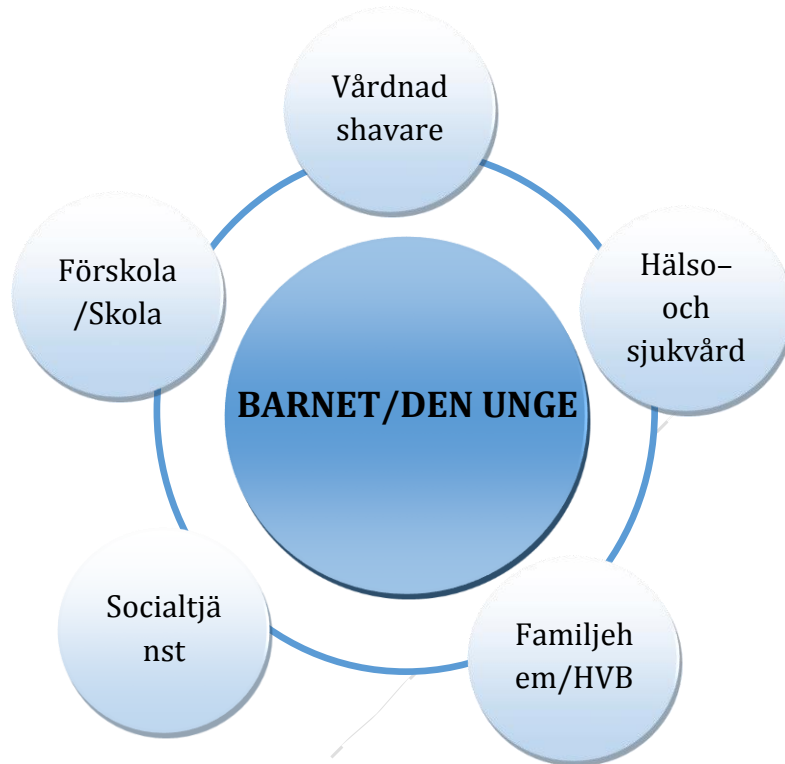 Vårdnad
shavare
Hälso–
och
sjukvård
Förskola
/Skola
BARNET/DEN UNGE
Socialtjä
nst
Familjeh
em/HVB